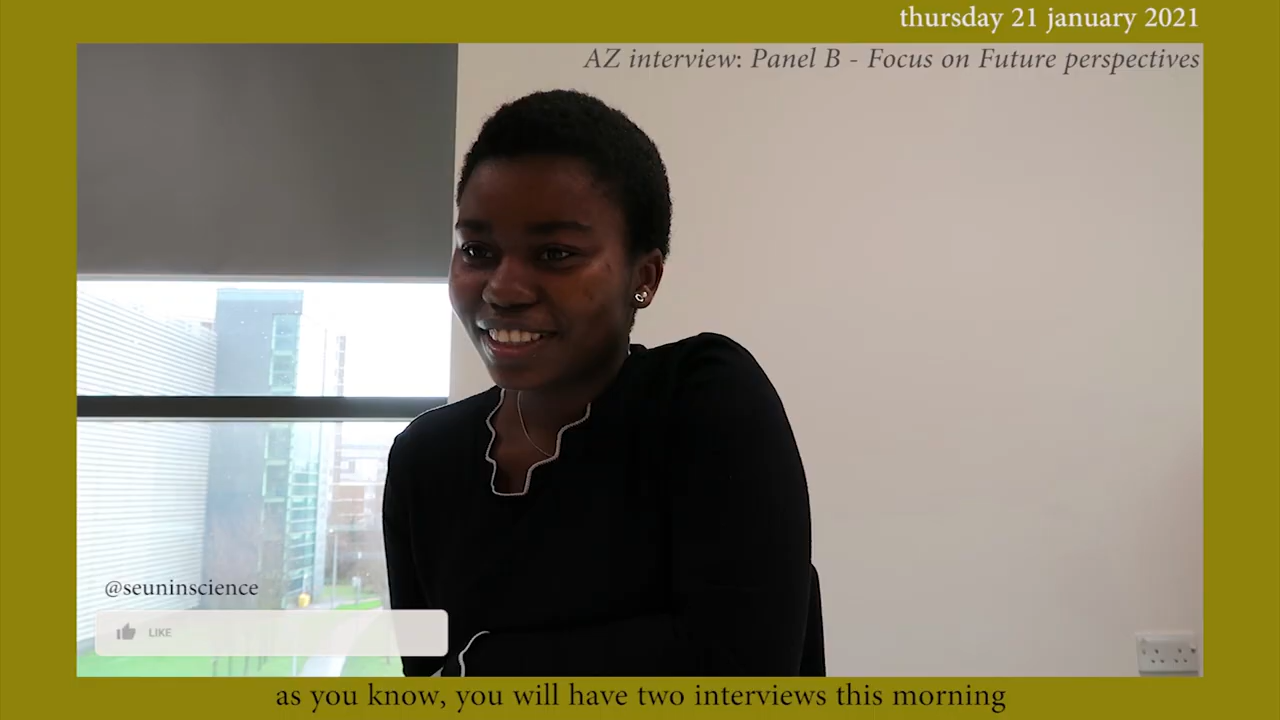 thursday 21 january 2021
AZ interview: Panel B - Focus on Future perspectives
@seuninscience
LIKE
as you know, you will have two interviews this morning